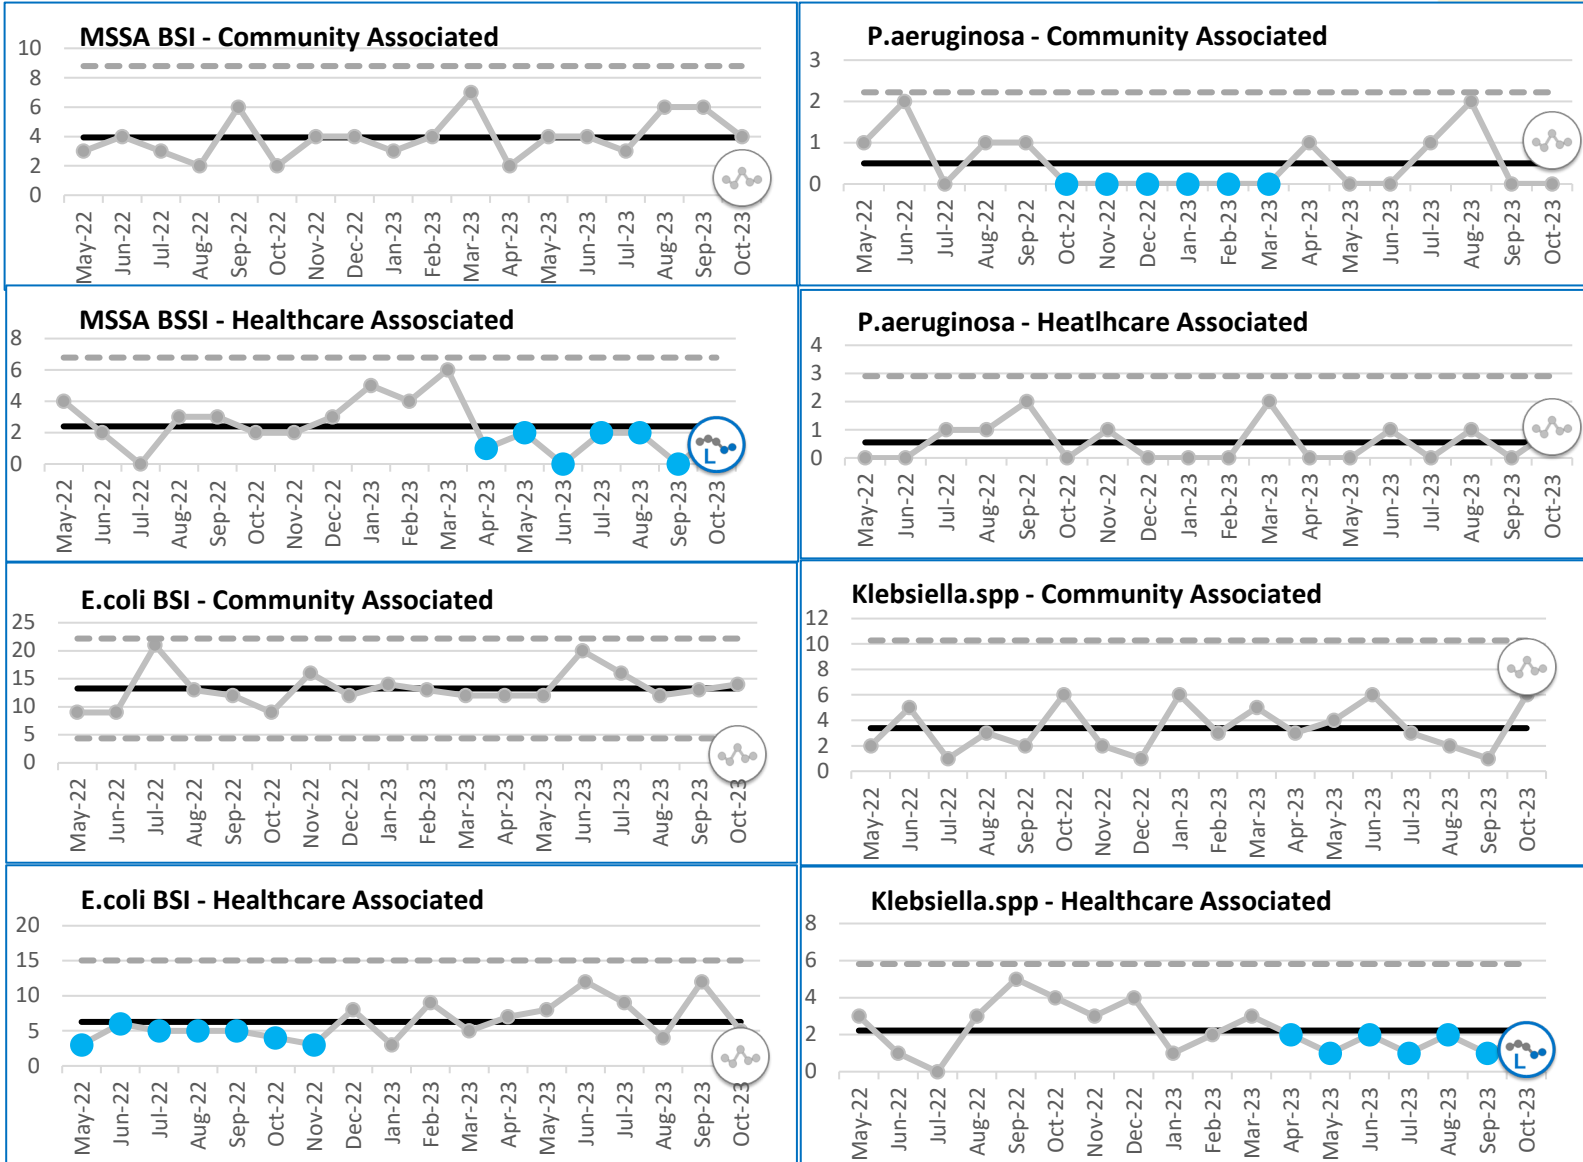 MSSA BSI - Community Associated
10
8
6
4
2
0
May-22 Jun-22 Jul-22 Aug-22 Sep-22 Oct-22 Nov-22 Dec-22 Jan-23 Feb-23 Mar-23 Apr-23 May-23 Jun-23 Jul-23 Aug-23 Sep-23 Oct-23
P.aeruginosa - Community Associated
3
2
1
0
May-22 Jun-22 Jul-22 Aug-22 Sep-22 Oct-22 Nov-22 Dec-22 Jan-23 Feb-23 Mar-23 Apr-23 May-23 Jun-23 Jul-23 Aug-23 Sep-23 Oct-23
MSSA BSSI - Healthcare Assosciated
8
6
4
2
0
L
May-22 Jun-22 Jul-22 Aug-22 Sep-22 Oct-22 Nov-22 Dec-22 Jan-23 Feb-23 Mar-23 Apr-23 May-23 Jun-23 Jul-23 Aug-23 Sep-23 Oct-23
P.aeruginosa - Heatlhcare Associated
4
3
2
1
0
May-22 Jun-22 Jul-22 Aug-22 Sep-22 Oct-22 Nov-22 Dec-22 Jan-23 Feb-23 Mar-23 Apr-23 May-23 Jun-23 Jul-23 Aug-23 Sep-23 Oct-23
E.coli BSI - Community Associated
25
20
15
10
5
0
May-22 Jun-22 Jul-22 Aug-22 Sep-22 Oct-22 Nov-22 Dec-22 Jan-23 Feb-23 Mar-23 Apr-23 May-23 Jun-23 Jul-23 Aug-23 Sep-23 Oct-23
Klebsiella.spp - Community Associated
12
10
8
6
4
2
0
May-22 Jun-22 Jul-22 Aug-22 Sep-22 Oct-22 Nov-22 Dec-22 Jan-23 Feb-23 Mar-23 Apr-23 May-23 Jun-23 Jul-23 Aug-23 Sep-23 Oct-23
E.coli BSI - Healthcare Associated
20
15
10
5
0
May-22 Jun-22 Jul-22 Aug-22 Sep-22 Oct-22 Nov-22 Dec-22 Jan-23 Feb-23 Mar-23 Apr-23 May-23 Jun-23 Jul-23 Aug-23 Sep-23 Oct-23
Klebsiella.spp - Healthcare Associated
8
6
4
2
0
L
May-22 Jun-22 Jul-22 Aug-22 Sep-22 Oct-22 Nov-22 Dec-22 Jan-23 Feb-23 Mar-23 Apr-23 May-23 Jun-23 Jul-23 Aug-23 Sep-23 Oct-23